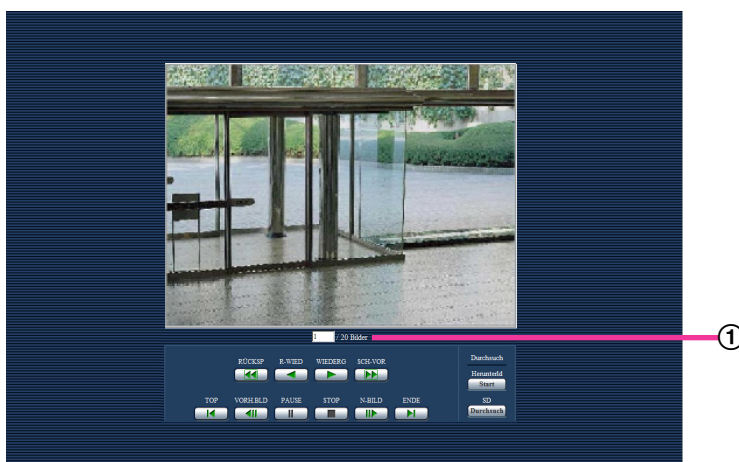 1 / 20 Bilder
①
RÜCKSP R-WIED WIEDERG SCH-VOR
Durchsuch
Herunterld
Start
TOP VORH.BLD PAUSE STOP N-BILD ENDE
SD
Durchsuch